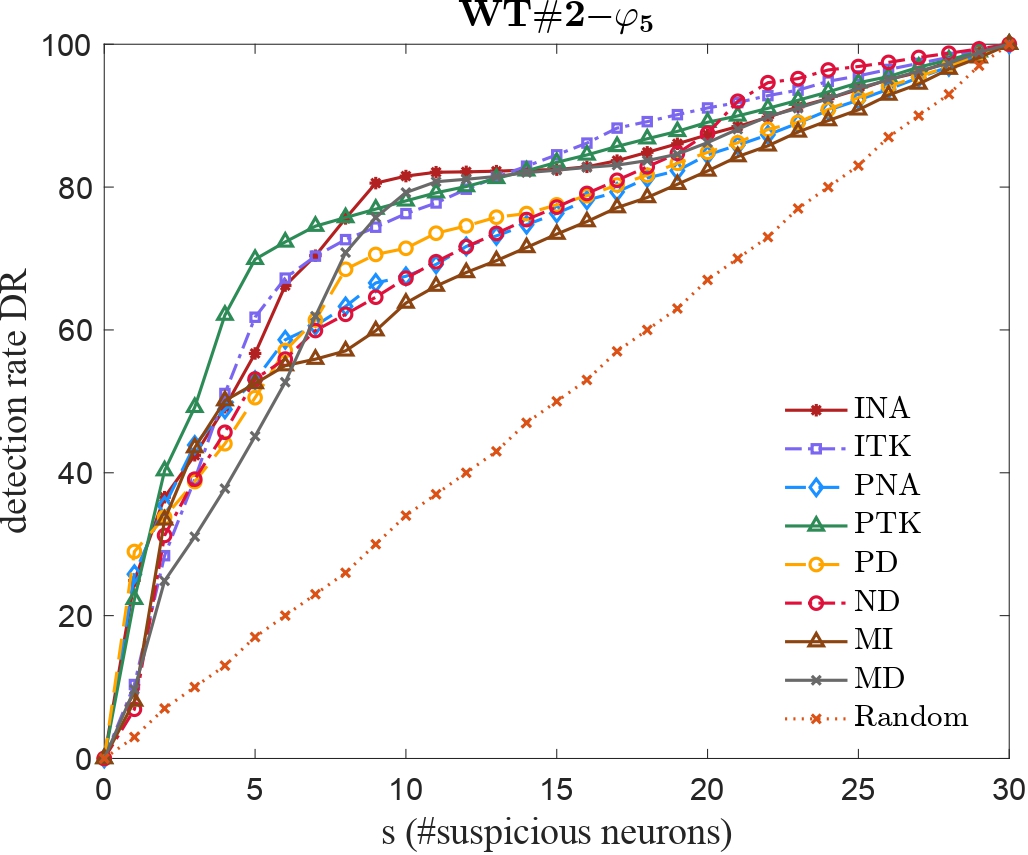 WT#2−φ₅
detection rate DR
100
80
60
40
20
0
0 5 10 15 20 25 30
s (#suspicious neurons)
INA
ITK
PNA
PTK
PD
ND
MI
MD
Random